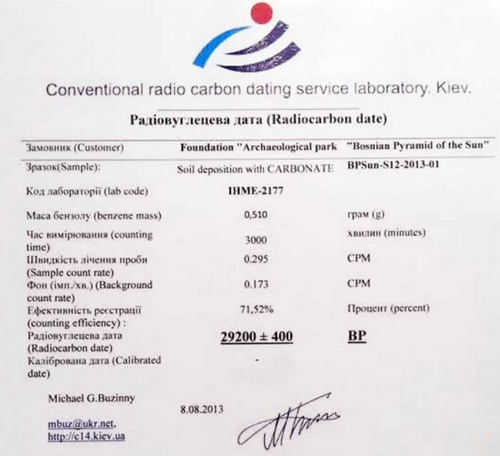 Conventional radio carbon dating service laboratory. Kiev.
Радіовуглецева дата (Radiocarbon date)
Замовник (Customer) Foundation "Archaeological park "Bosnian Pyramid of the Sun"
Зразок(Sample): Soil deposition with CARBONATE BPSun-S12-2013-01
Код лабораторії (lab code) IHME-2177
Маса бензолу (benzene mass) 0,510 грам (g)
Час вимірювання (counting time) 3000 хвилин (minutes)
Швидкість лічення проби (Sample count rate) 0.295 CPM
Фон (імп./хв.) (Background count rate) 0.173 CPM
Ефективність реєстрації (counting efficiency) : 71,52% Процент (percent)
Радіовуглецева дата (Radiocarbon date) 29200 ± 400 BP
Калібрована дата (Calibrated date) -
Michael G.Buzinny
8.08.2013
mbuz@ukr.net,
http://c14.kiev.ua